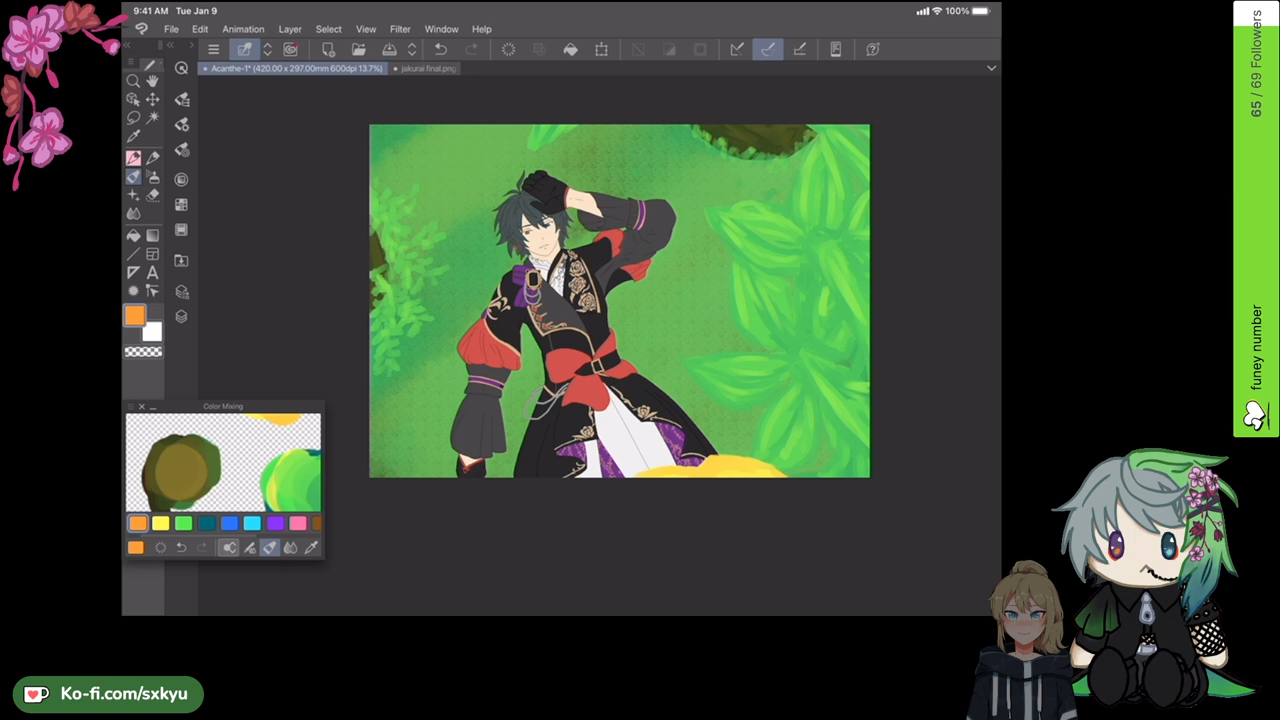 9:41 AM Tue Jan 9
100%
File Edit Animation Layer Select View Filter Window Help
Acanthe-1* (420.00 x 297.00mm 600dpi 13.7%)
jakurai final.png
Color Mixing
65 / 69 Followers
funey number
Ko-fi.com/sxkyu